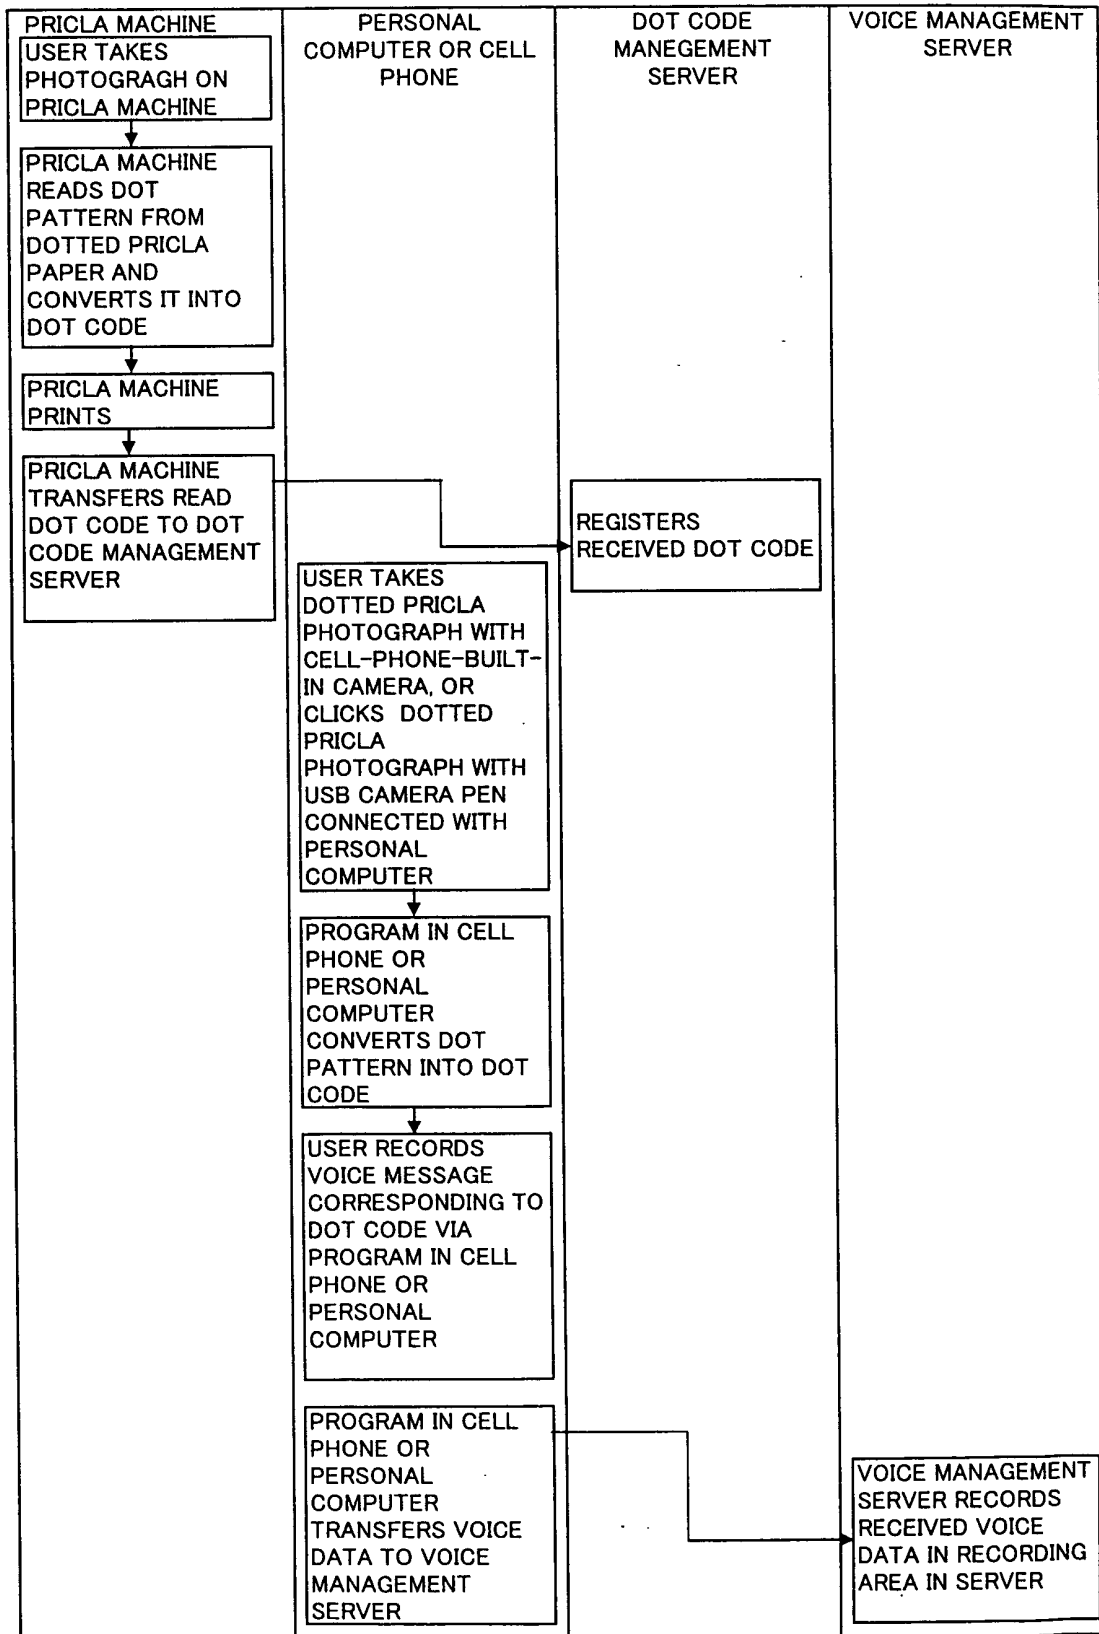 PRICLA MACHINE
USER TAKES
PHOTOGRAGH ON
PRICLA MACHINE
PRICLA MACHINE
READS DOT
PATTERN FROM
DOTTED PRICLA
PAPER AND
CONVERTS IT INTO
DOT CODE
PRICLA MACHINE
PRINTS
PRICLA MACHINE
TRANSFERS READ
DOT CODE TO DOT
CODE MANAGEMENT
SERVER
PERSONAL
COMPUTER OR CELL
PHONE
USER TAKES
DOTTED PRICLA
PHOTOGRAPH WITH
CELL-PHONE-BUILT-
IN CAMERA, OR
CLICKS DOTTED
PRICLA
PHOTOGRAPH WITH
USB CAMERA PEN
CONNECTED WITH
PERSONAL
COMPUTER
PROGRAM IN CELL
PHONE OR
PERSONAL
COMPUTER
CONVERTS DOT
PATTERN INTO DOT
CODE
USER RECORDS
VOICE MESSAGE
CORRESPONDING TO
DOT CODE VIA
PROGRAM IN CELL
PHONE OR
PERSONAL
COMPUTER
PROGRAM IN CELL
PHONE OR
PERSONAL
COMPUTER
TRANSFERS VOICE
DATA TO VOICE
MANAGEMENT
SERVER
DOT CODE
MANEGEMENT
SERVER
REGISTERS
RECEIVED DOT CODE
VOICE MANAGEMENT
SERVER
VOICE MANAGEMENT
SERVER RECORDS
RECEIVED VOICE
DATA IN RECORDING
AREA IN SERVER